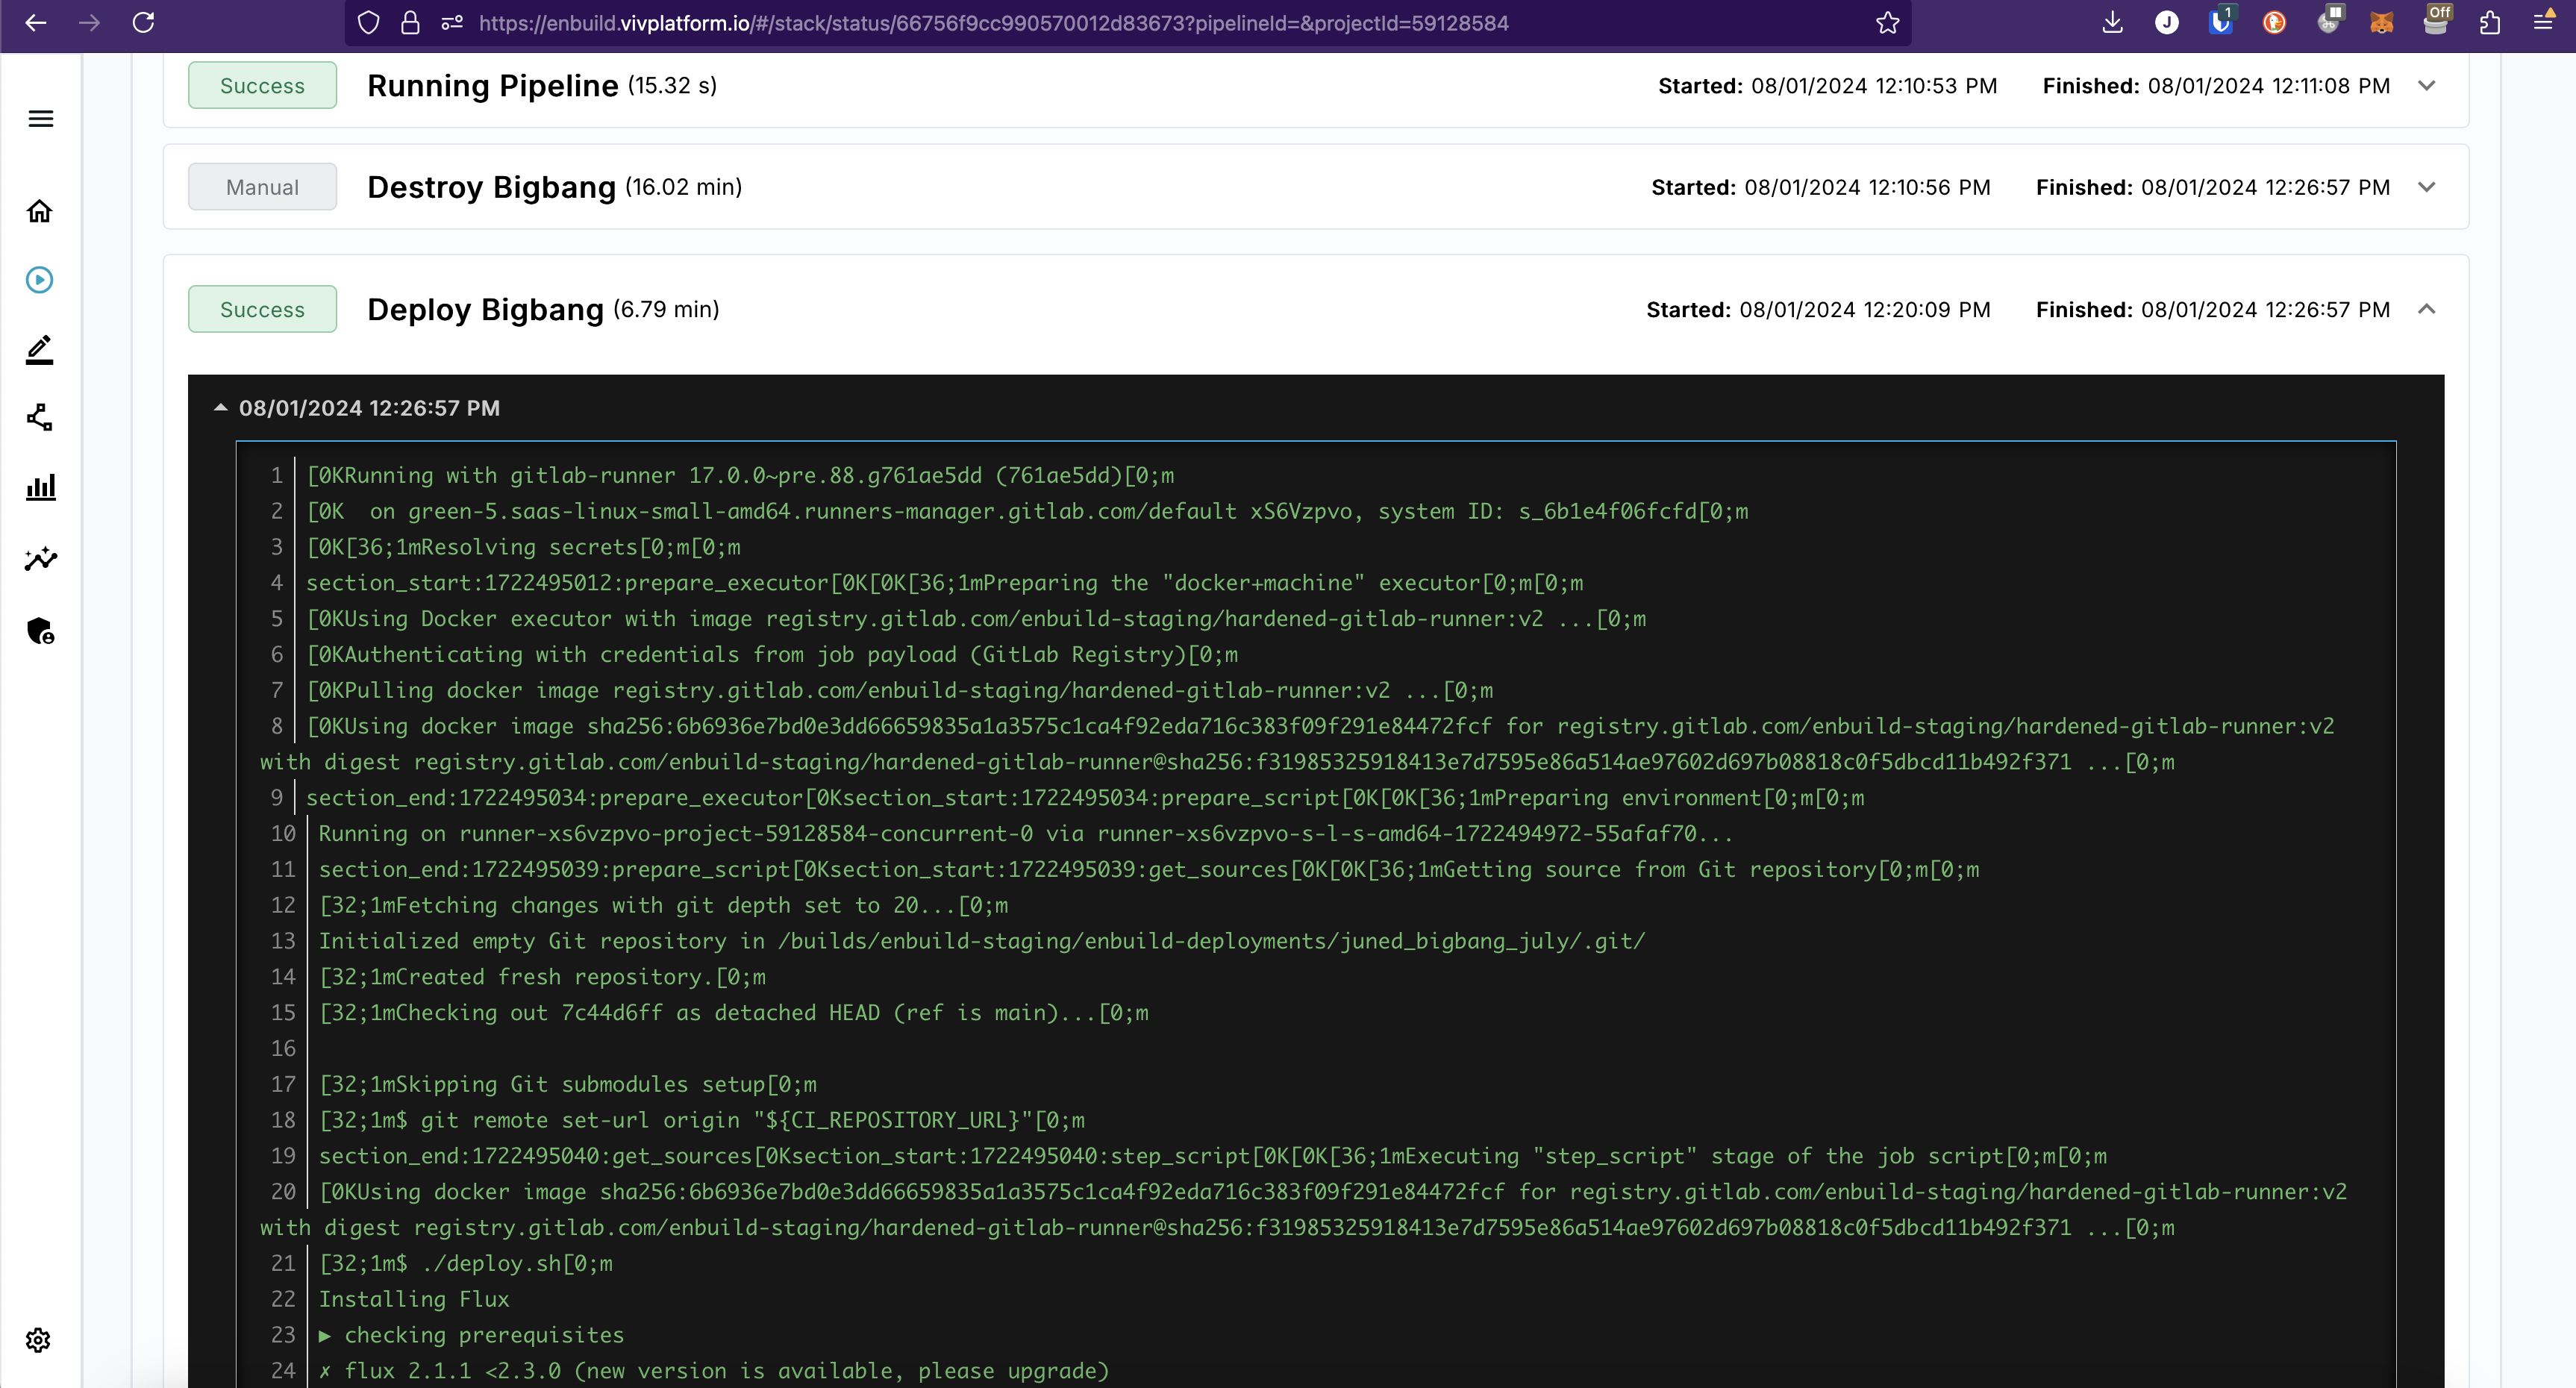 https://enbuild.vivplatform.io/#/stack/status/66756f9cc990570012d83673?pipelineId=&projectId=59128584
J
1
Off
Success
Running Pipeline (15.32 s)
Started: 08/01/2024 12:10:53 PM
Finished: 08/01/2024 12:11:08 PM
Manual
Destroy Bigbang (16.02 min)
Started: 08/01/2024 12:10:56 PM
Finished: 08/01/2024 12:26:57 PM
Success
Deploy Bigbang (6.79 min)
Started: 08/01/2024 12:20:09 PM
Finished: 08/01/2024 12:26:57 PM
08/01/2024 12:26:57 PM
1 [0KRunning with gitlab-runner 17.0.0~pre.88.g761ae5dd (761ae5dd)[0;m
2 [0K  on green-5.saas-linux-small-amd64.runners-manager.gitlab.com/default xS6Vzpvo, system ID: s_6b1e4f06fcfd[0;m
3 [0K[36;1mResolving secrets[0;m[0;m
4 section_start:1722495012:prepare_executor[0K[0K[36;1mPreparing the "docker+machine" executor[0;m[0;m
5 [0KUsing Docker executor with image registry.gitlab.com/enbuild-staging/hardened-gitlab-runner:v2 ...[0;m
6 [0KAuthenticating with credentials from job payload (GitLab Registry)[0;m
7 [0KPulling docker image registry.gitlab.com/enbuild-staging/hardened-gitlab-runner:v2 ...[0;m
8 [0KUsing docker image sha256:6b6936e7bd0e3dd66659835a1a3575c1ca4f92eda716c383f09f291e84472fcf for registry.gitlab.com/enbuild-staging/hardened-gitlab-runner:v2
with digest registry.gitlab.com/enbuild-staging/hardened-gitlab-runner@sha256:f31985325918413e7d7595e86a514ae97602d697b08818c0f5dbcd11b492f371 ...[0;m
9 section_end:1722495034:prepare_executor[0Ksection_start:1722495034:prepare_script[0K[0K[36;1mPreparing environment[0;m[0;m
10 Running on runner-xs6vzpvo-project-59128584-concurrent-0 via runner-xs6vzpvo-s-l-s-amd64-1722494972-55afaf70...
11 section_end:1722495039:prepare_script[0Ksection_start:1722495039:get_sources[0K[0K[36;1mGetting source from Git repository[0;m[0;m
12 [32;1mFetching changes with git depth set to 20...[0;m
13 Initialized empty Git repository in /builds/enbuild-staging/enbuild-deployments/juned_bigbang_july/.git/
14 [32;1mCreated fresh repository.[0;m
15 [32;1mChecking out 7c44d6ff as detached HEAD (ref is main)...[0;m
16
17 [32;1mSkipping Git submodules setup[0;m
18 [32;1m$ git remote set-url origin "${CI_REPOSITORY_URL}"[0;m
19 section_end:1722495040:get_sources[0Ksection_start:1722495040:step_script[0K[0K[36;1mExecuting "step_script" stage of the job script[0;m[0;m
20 [0KUsing docker image sha256:6b6936e7bd0e3dd66659835a1a3575c1ca4f92eda716c383f09f291e84472fcf for registry.gitlab.com/enbuild-staging/hardened-gitlab-runner:v2
with digest registry.gitlab.com/enbuild-staging/hardened-gitlab-runner@sha256:f31985325918413e7d7595e86a514ae97602d697b08818c0f5dbcd11b492f371 ...[0;m
21 [32;1m$ ./deploy.sh[0;m
22 Installing Flux
23 ► checking prerequisites
24 ✗ flux 2.1.1 <2.3.0 (new version is available, please upgrade)